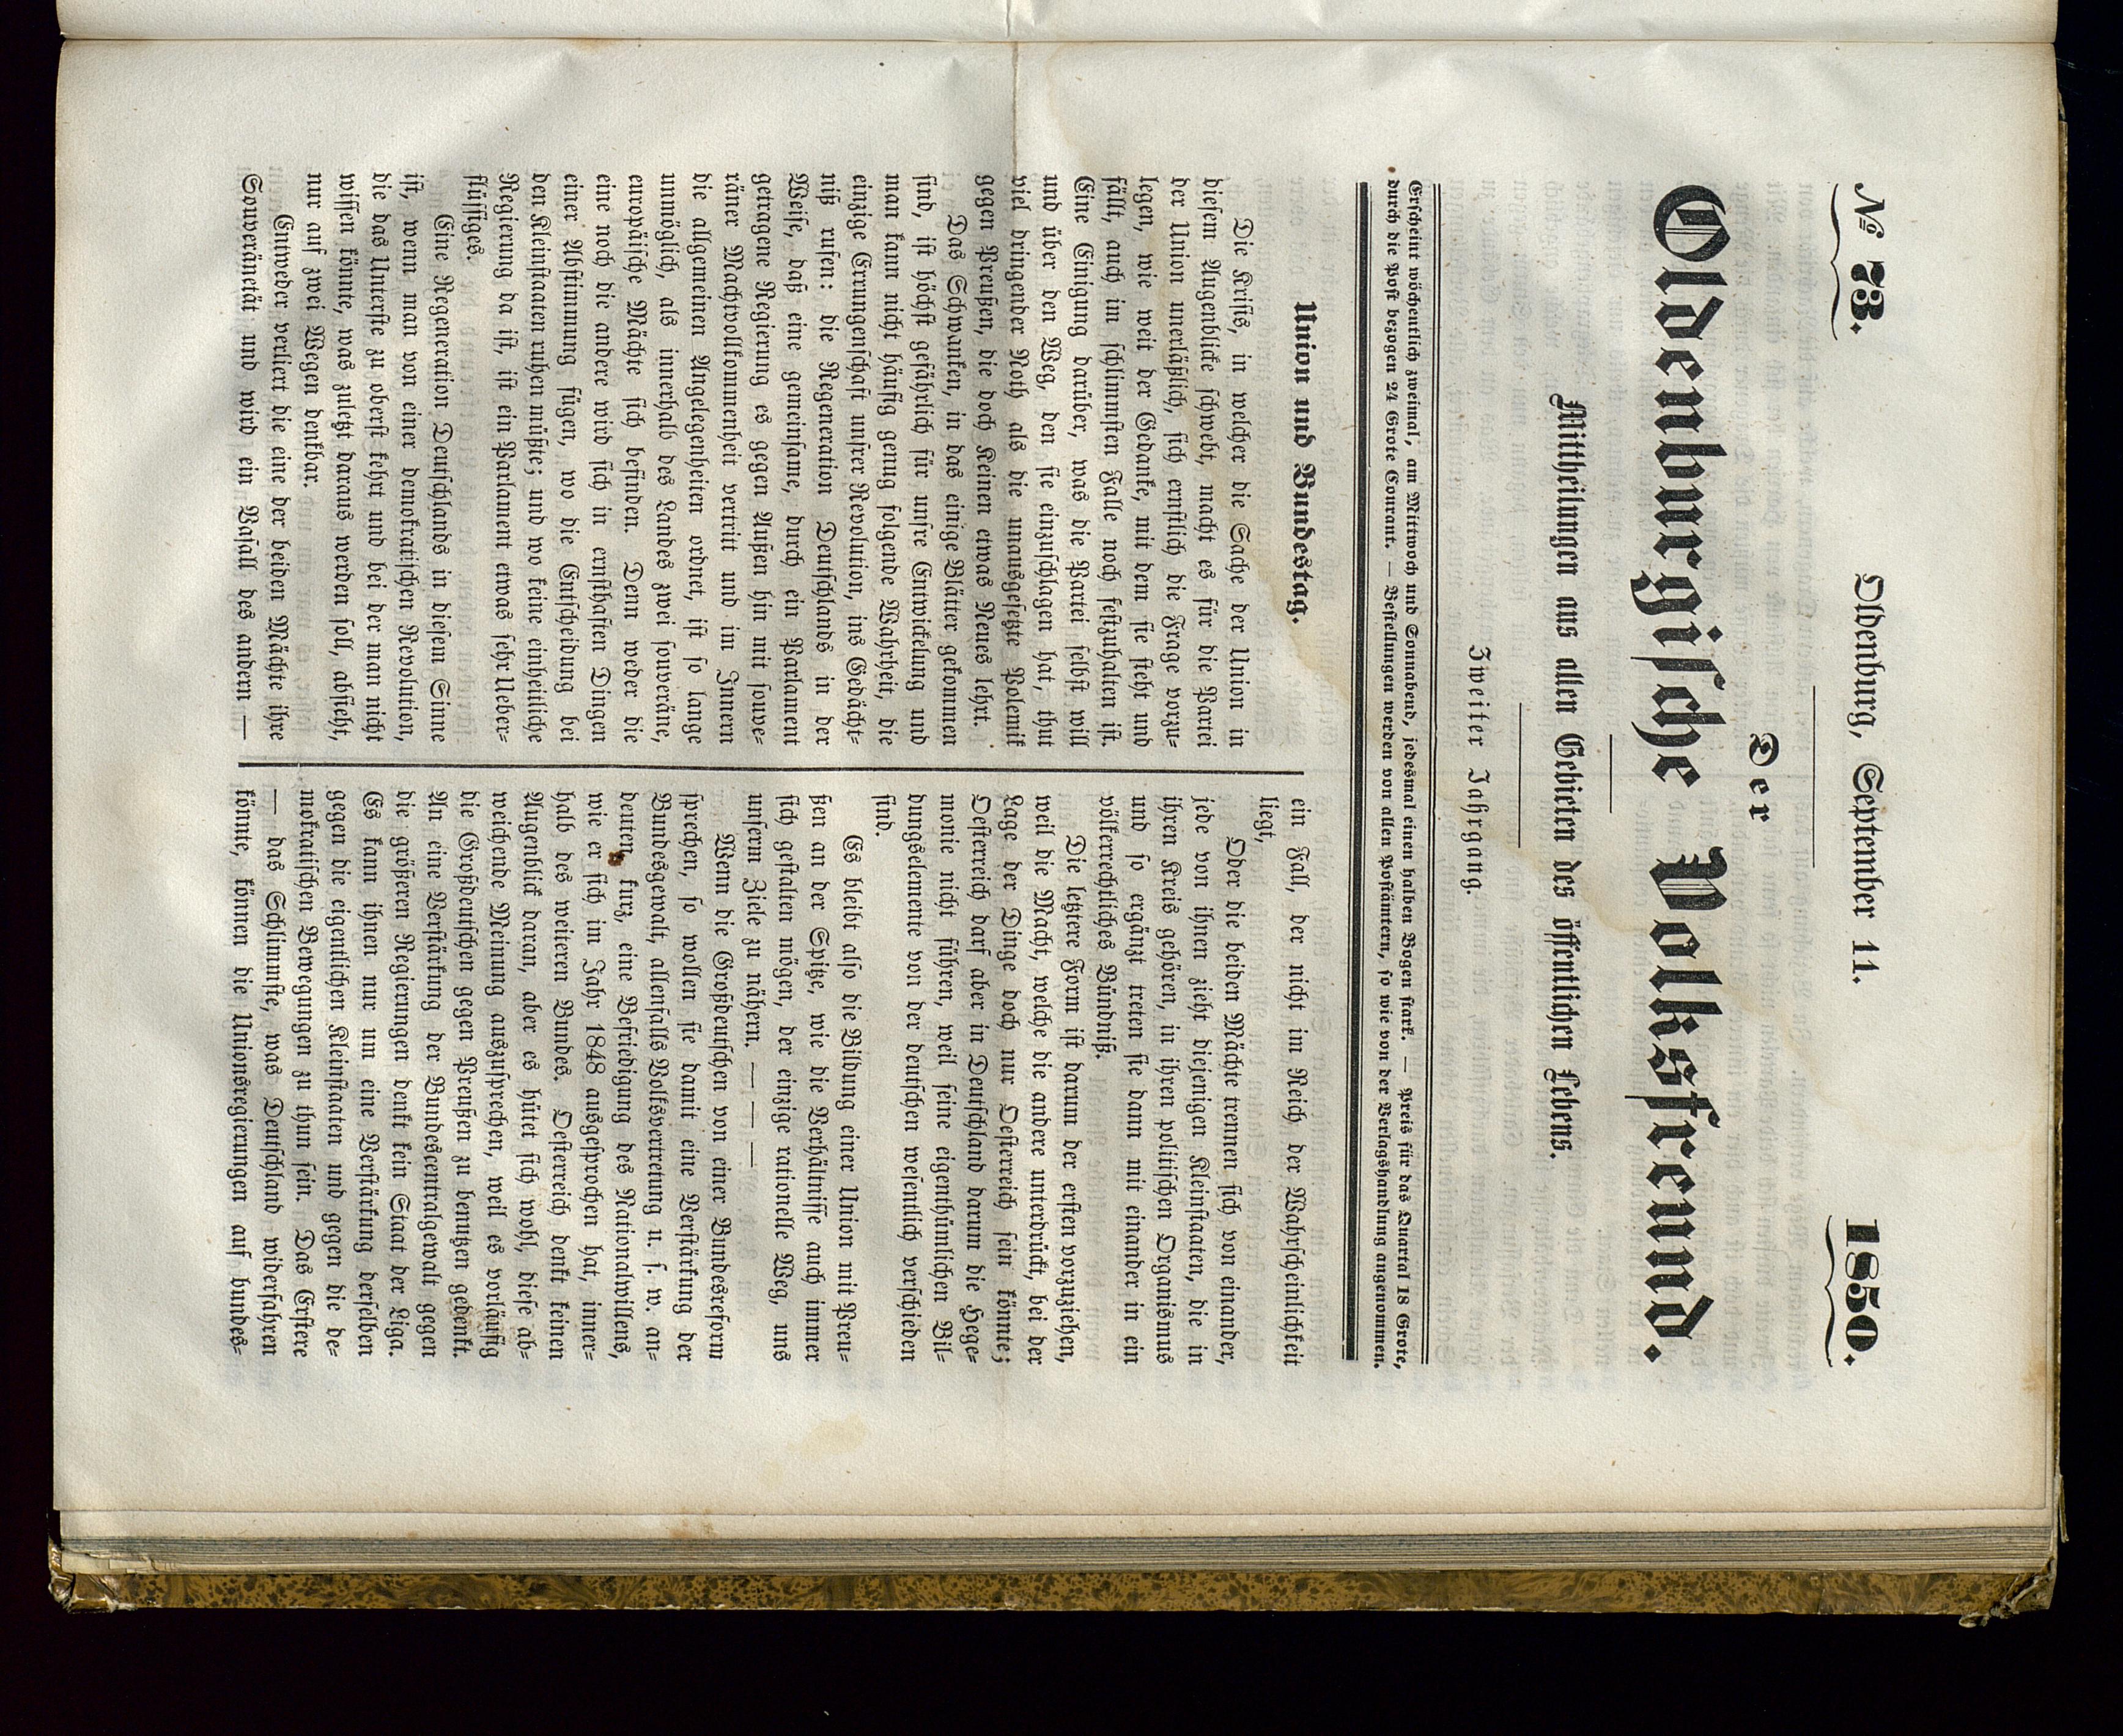 № 73. Oldenburg, September 11. 1850.
Der
Oldenburgische Volksfreund.
Mittheilungen aus allen Gebieten des öffentlichen Lebens.
Zweiter Jahrgang.
Erscheint wöchentlich zweimal, am Mittwoch und Sonnabend, jedesmal einen halben Bogen stark. — Preis für das Quartal 18 Grote,
durch die Post bezogen 24 Grote Courant. — Bestellungen werden von allen Postämtern, so wie von der Verlagshandlung angenommen.
Union und Bundestag.
Die Krisis, in welcher die Sache der Union in
diesem Augenblicke schwebt, macht es für die Partei
der Union unerläßlich, sich ernstlich die Frage vorzu=
legen, wie weit der Gedanke, mit dem sie steht und
fällt, auch im schlimmsten Falle noch festzuhalten ist.
Eine Einigung darüber, was die Partei selbst will
und über den Weg, den sie einzuschlagen hat, thut
viel dringender Noth als die unausgesetzte Polemik
gegen Preußen, die doch Keinen etwas Neues lehrt.
Das Schwanken, in das einige Blätter gekommen
sind, ist höchst gefährlich für unsre Entwickelung und
man kann nicht häufig genug folgende Wahrheit, die
einzige Errungenschaft unsrer Revolution, ins Gedächt=
niß rufen: die Regeneration Deutschlands in der
Weise, daß eine gemeinsame, durch ein Parlament
getragene Regierung es gegen Außen hin mit souve=
räner Machtvollkommenheit vertritt und im Innern
die allgemeinen Angelegenheiten ordnet, ist so lange
unmöglich, als innerhalb des Landes zwei souveräne,
europäische Mächte sich befinden. Denn weder die
eine noch die andere wird sich in ernsthaften Dingen
einer Abstimmung fügen, wo die Entscheidung bei
den Kleinstaaten ruhen müßte; und wo keine einheitliche
Regierung da ist, ist ein Parlament etwas sehr Ueber=
flüssiges.
Eine Regeneration Deutschlands in diesem Sinne
ist, wenn man von einer demokratischen Revolution,
die das Unterste zu oberst kehrt und bei der man nicht
wissen könnte, was zuletzt daraus werden soll, absieht,
nur auf zwei Wegen denkbar.
Entweder verliert die eine der beiden Mächte ihre
Souveränetät und wird ein Vasall des andern —
ein Fall, der nicht im Reich der Wahrscheinlichkeit
liegt,
Oder die beiden Mächte trennen sich von einander,
jede von ihnen zieht diejenigen Kleinstaaten, die in
ihren Kreis gehören, in ihren politischen Organismus
und so ergänzt treten sie dann mit einander in ein
völkerrechtliches Bündniß.
Die letztere Form ist darum der ersten vorzuziehen,
weil die Macht, welche die andere unterdrückt, bei der
Lage der Dinge doch nur Oesterreich sein könnte;
Oesterreich darf aber in Deutschland darum die Hege=
monie nicht führen, weil seine eigenthümlichen Bil=
dungselemente von der deutschen wesentlich verschieden
sind.
Es bleibt also die Bildung einer Union mit Preu=
ßen an der Spitze, wie die Verhältnisse auch immer
sich gestalten mögen, der einzige rationelle Weg, uns
unserm Ziele zu nähern. — — —
Wenn die Großdeutschen von einer Bundesreform
sprechen, so wollen sie damit eine Verstärkung der
Bundesgewalt, allenfalls Volksvertretung u. s. w. an=
deuten, kurz, eine Befriedigung des Nationalwillens,
wie er sich im Jahr 1848 ausgesprochen hat, inner=
halb des weiteren Bundes. Oesterreich denkt keinen
Augenblick daran, aber es hütet sich wohl, diese ab=
weichende Meinung auszusprechen, weil es vorläufig
die Großdeutschen gegen Preußen zu benutzen gedenkt.
An eine Verstärkung der Bundescentralgewalt gegen
die größeren Regierungen denkt kein Staat der Liga.
Es kann ihnen nur um eine Verstärkung derselben
gegen die eigentlichen Kleinstaaten und gegen die de=
mokratischen Bewegungen zu thun sein. Das Erstere
— das Schlimmste, was Deutschland widerfahren
könnte, können die Unionsregierungen auf bundes=